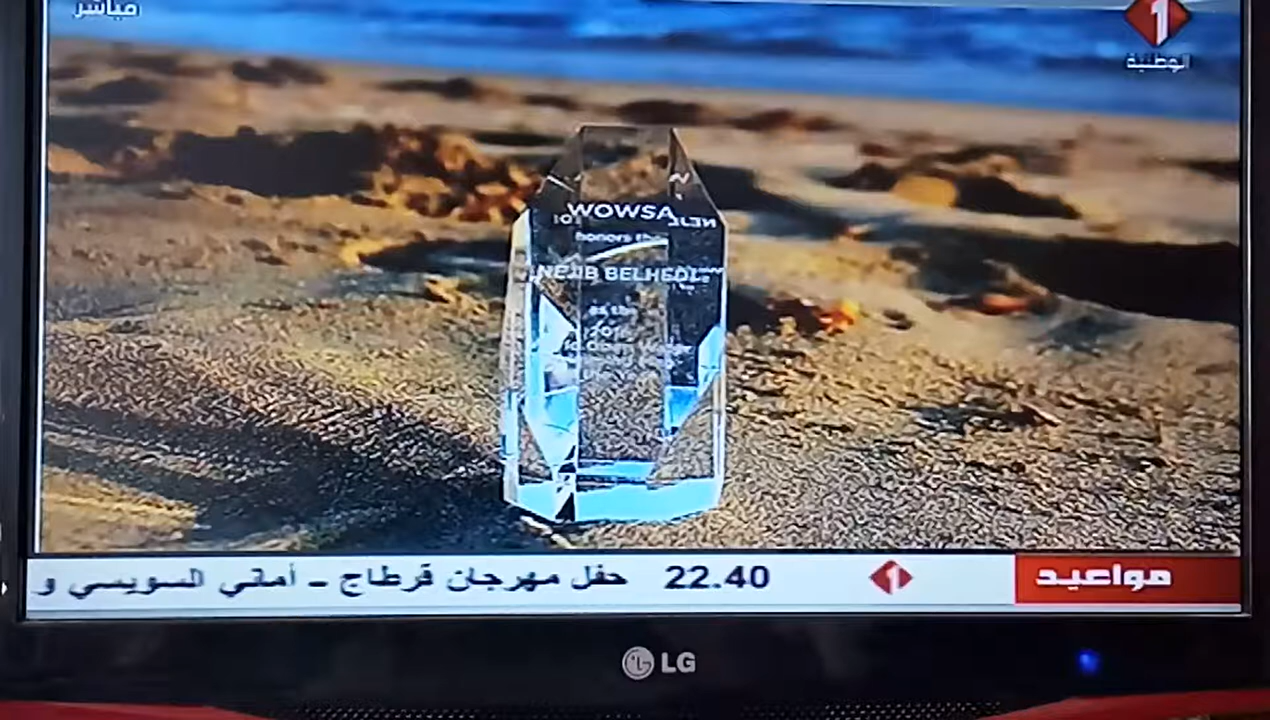 مباشر
1
الوطنية
WOWSA
honors the
NEJIB BELHEDI
as the
مواعيد
1
22.40 حفل مهرجان قرطاج - أماني السويسي و
LG